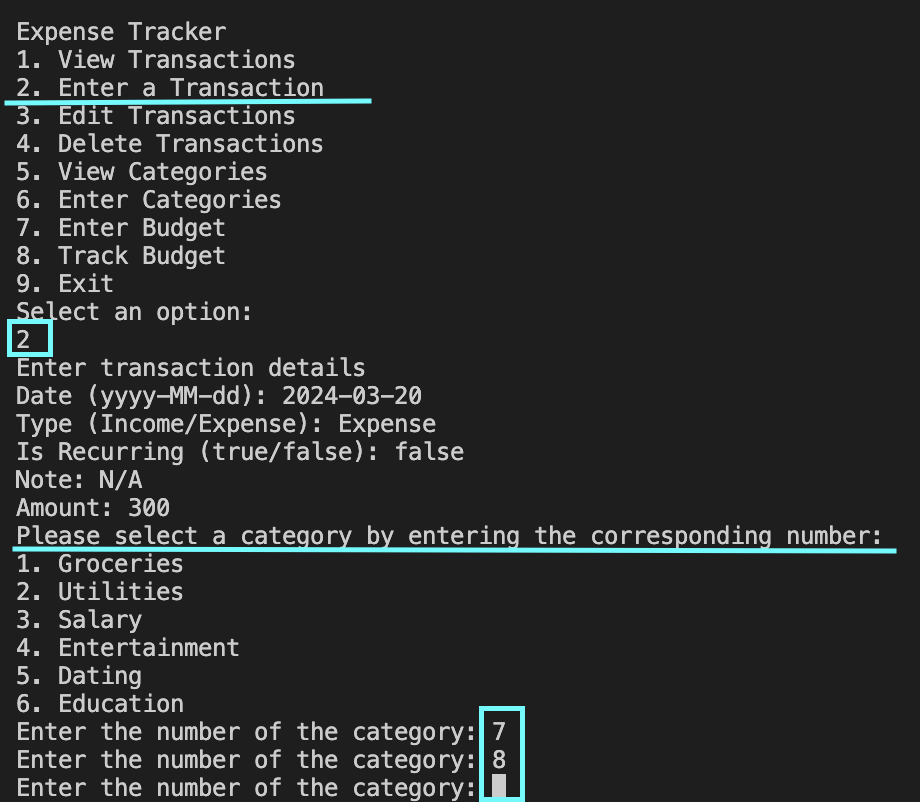 Expense Tracker
1. View Transactions
2. Enter a Transaction
3. Edit Transactions
4. Delete Transactions
5. View Categories
6. Enter Categories
7. Enter Budget
8. Track Budget
9. Exit
Select an option:
2
Enter transaction details
Date (yyyy-MM-dd): 2024-03-20
Type (Income/Expense): Expense
Is Recurring (true/false): false
Note: N/A
Amount: 300
Please select a category by entering the corresponding number:
1. Groceries
2. Utilities
3. Salary
4. Entertainment
5. Dating
6. Education
Enter the number of the category: 7
Enter the number of the category: 8
Enter the number of the category: